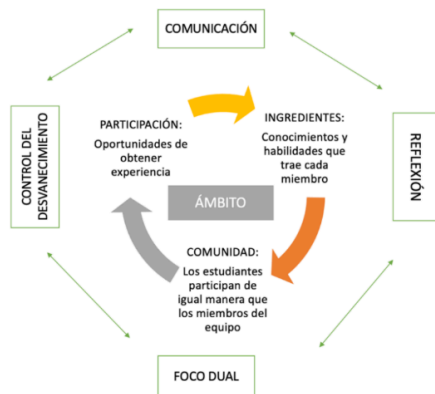 COMUNICACIÓN
CONTROL DEL
DESVANECIMIENTO
PARTICIPACIÓN:
Oportunidades de
obtener
experiencia
INGREDIENTES:
Conocimientos y
habilidades que
trae cada
miembro
REFLEXIÓN
ÁMBITO
COMUNIDAD:
Los estudiantes
participan de
igual manera que
los miembros del
equipo
FOCO DUAL